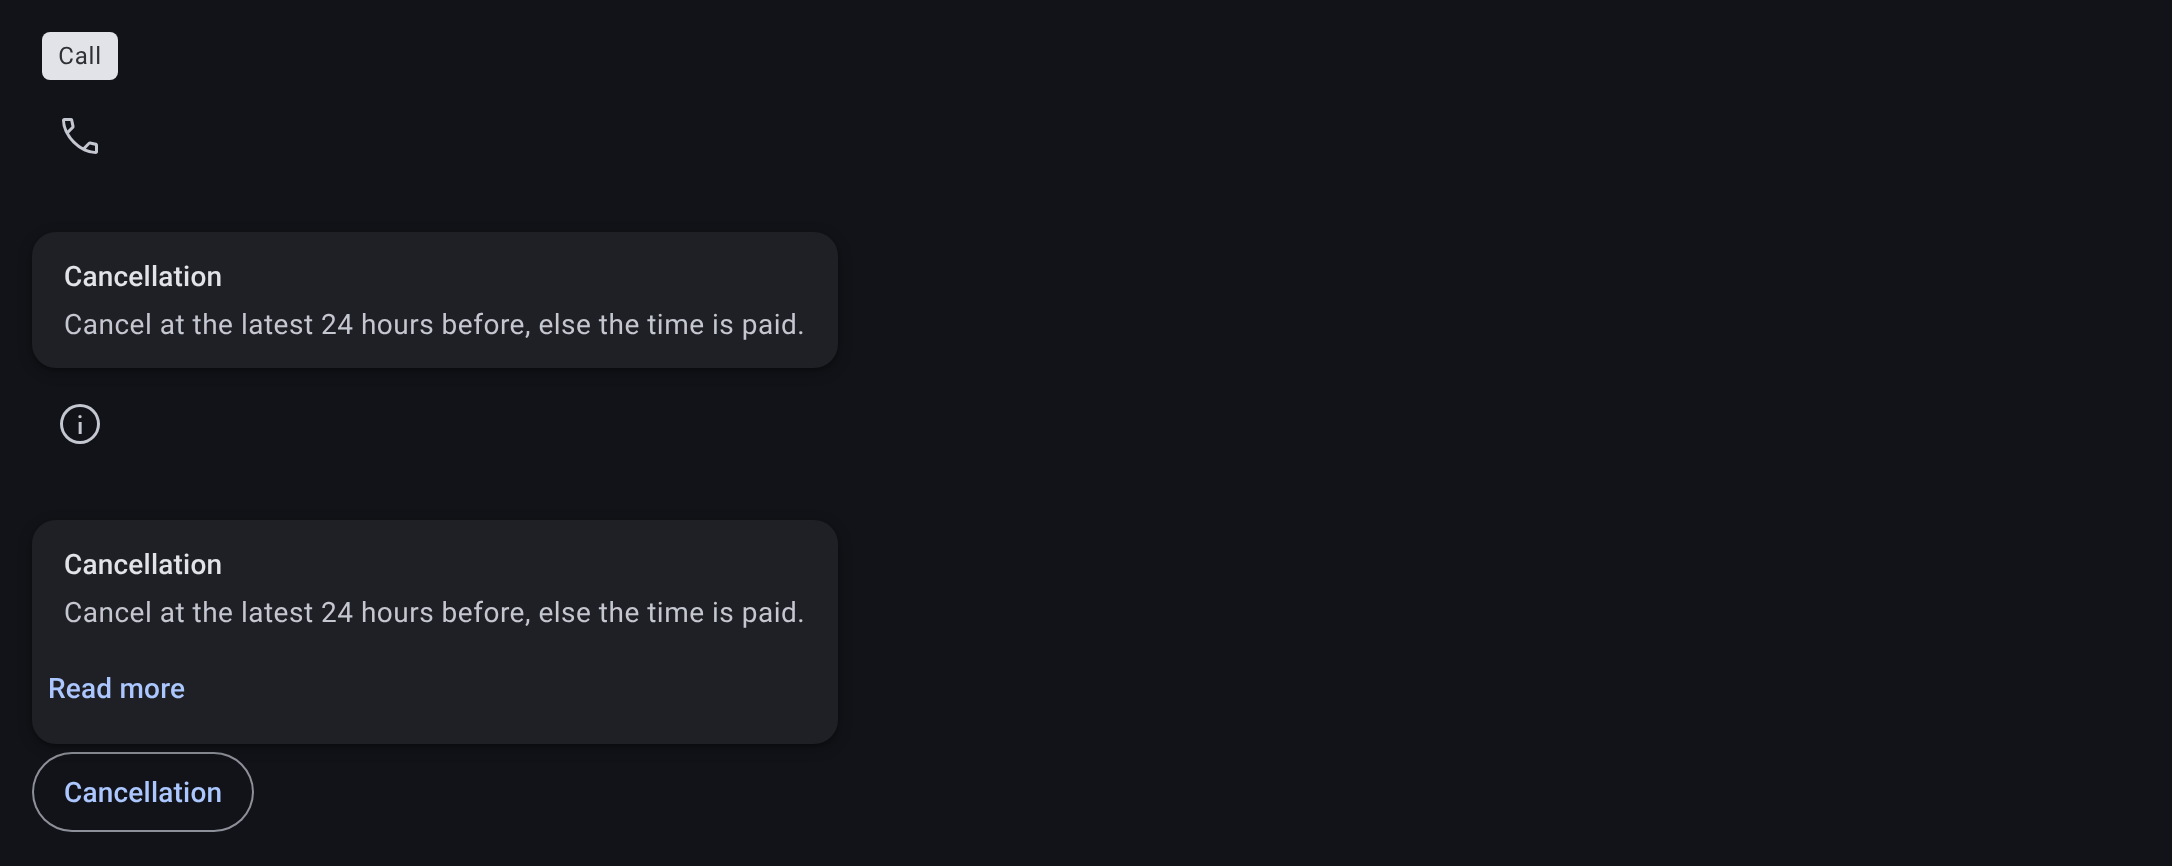 Call
Cancellation
Cancel at the latest 24 hours before, else the time is paid.
Cancellation
Cancel at the latest 24 hours before, else the time is paid.
Read more
Cancellation